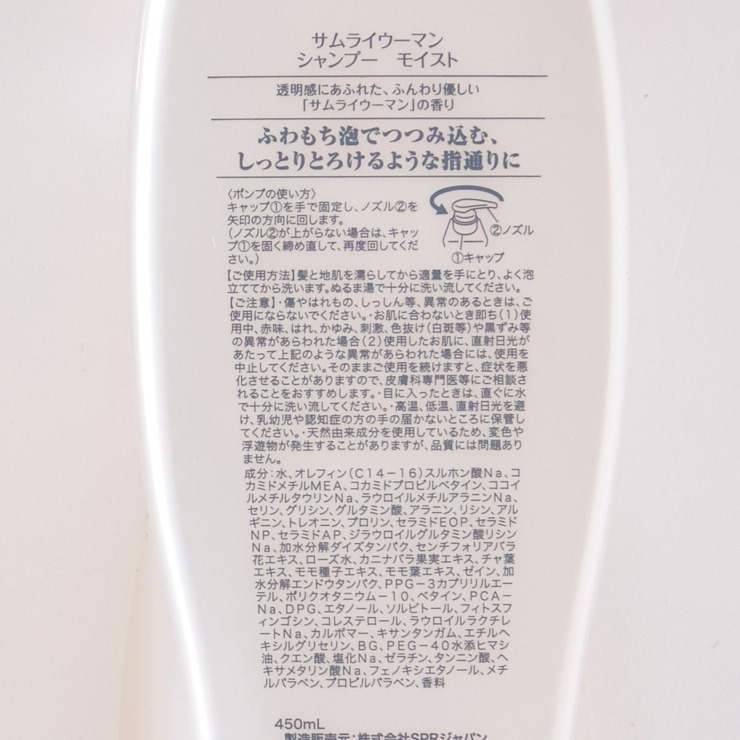 サムライウーマン
シャンプー　モイスト
透明感にあふれた、ふんわり優しい
「サムライウーマン」の香り
ふわもち泡でつつみ込む、
しっとりとろけるような指通りに
〈ポンプの使い方〉
キャップ①を手で固定し、ノズル②を
矢印の方向に回します。
(ノズル②が上がらない場合は、キャッ
プ①を固く締め直して、再度回してくだ
さい。)
②ノズル
①キャップ
【ご使用方法】髪と地肌を濡らしてから適量を手にとり、よく泡
立ててから洗います。ぬるま湯で十分に洗い流してください。
【ご注意】・傷やはれもの、しっしん等、異常のあるときは、ご
使用にならないでください。・お肌に合わないとき即ち(1)使
用中、赤味、はれ、かゆみ、刺激、色抜け(白斑等)や黒ずみ等
の異常があらわれた場合(2)使用したお肌に、直射日光が
あたって上記のような異常があらわれた場合には、使用を
中止してください。そのままご使用を続けますと、症状を悪
化させることがありますので、皮膚科専門医等にご相談さ
れることをおすすめします。・目に入ったときは、直ぐに水
で十分に洗い流してください。・高温、低温、直射日光を避
け、乳幼児や認知症の方の手の届かないところに保管し
てください。・天然由来成分を使用しているため、変色や
浮遊物が発生することがありますが、品質には問題あり
ません。
成分:水、オレフィン(C14-16)スルホン酸Na、コ
カミドメチルMEA、コカミドプロピルベタイン、ココイ
ルメチルタウリンNa、ラウロイルメチルアラニンNa、
セリン、グリシン、グルタミン酸、アラニン、リシン、アル
ギニン、トレオニン、プロリン、セラミドEOP、セラミド
NP、セラミドAP、ジラウロイルグルタミン酸リシン
Na、加水分解ダイズタンパク、センチフォリアバラ
花エキス、ローズ水、カニナバラ果実エキス、チャ葉
エキス、モモ種子エキス、モモ葉エキス、ゼイン、加
水分解エンドウタンパク、PPG-3カプリリルエー
テル、ポリクオタニウム-10、ベタイン、PCA-
Na、DPG、エタノール、ソルビトール、フィトスフ
ィンゴシン、コレステロール、ラウロイルラクチレ
ートNa、カルボマー、キサンタンガム、エチルヘ
キシルグリセリン、BG、PEG-40水添ヒマシ
油、クエン酸、塩化Na、ゼラチン、タンニン酸、ヘ
キサメタリン酸Na、フェノキシエタノール、メチ
ルパラベン、プロピルパラベン、香料
450mL
製造販売元:株式会社SPRジャパン